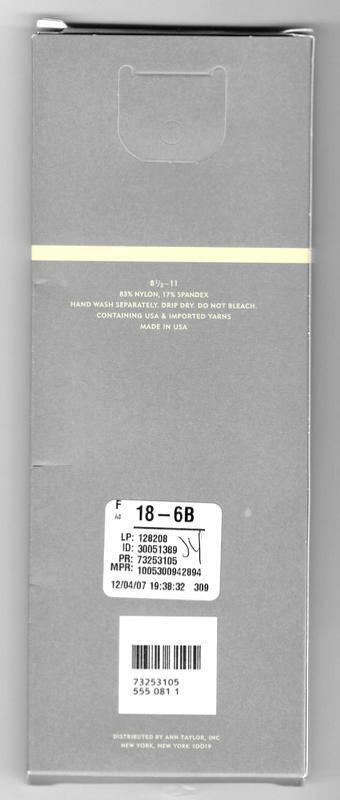 8½–11
83% NYLON, 17% SPANDEX
HAND WASH SEPARATELY. DRIP DRY. DO NOT BLEACH.
CONTAINING USA & IMPORTED YARNS
MADE IN USA
F
A4
18–6B
LP: 128208
ID: 30051389
PR: 73253105
MPR: 1005300942894
12/04/07 19:38:32 309
73253105
555 081 1
DISTRIBUTED BY ANN TAYLOR, INC
NEW YORK, NEW YORK 10019